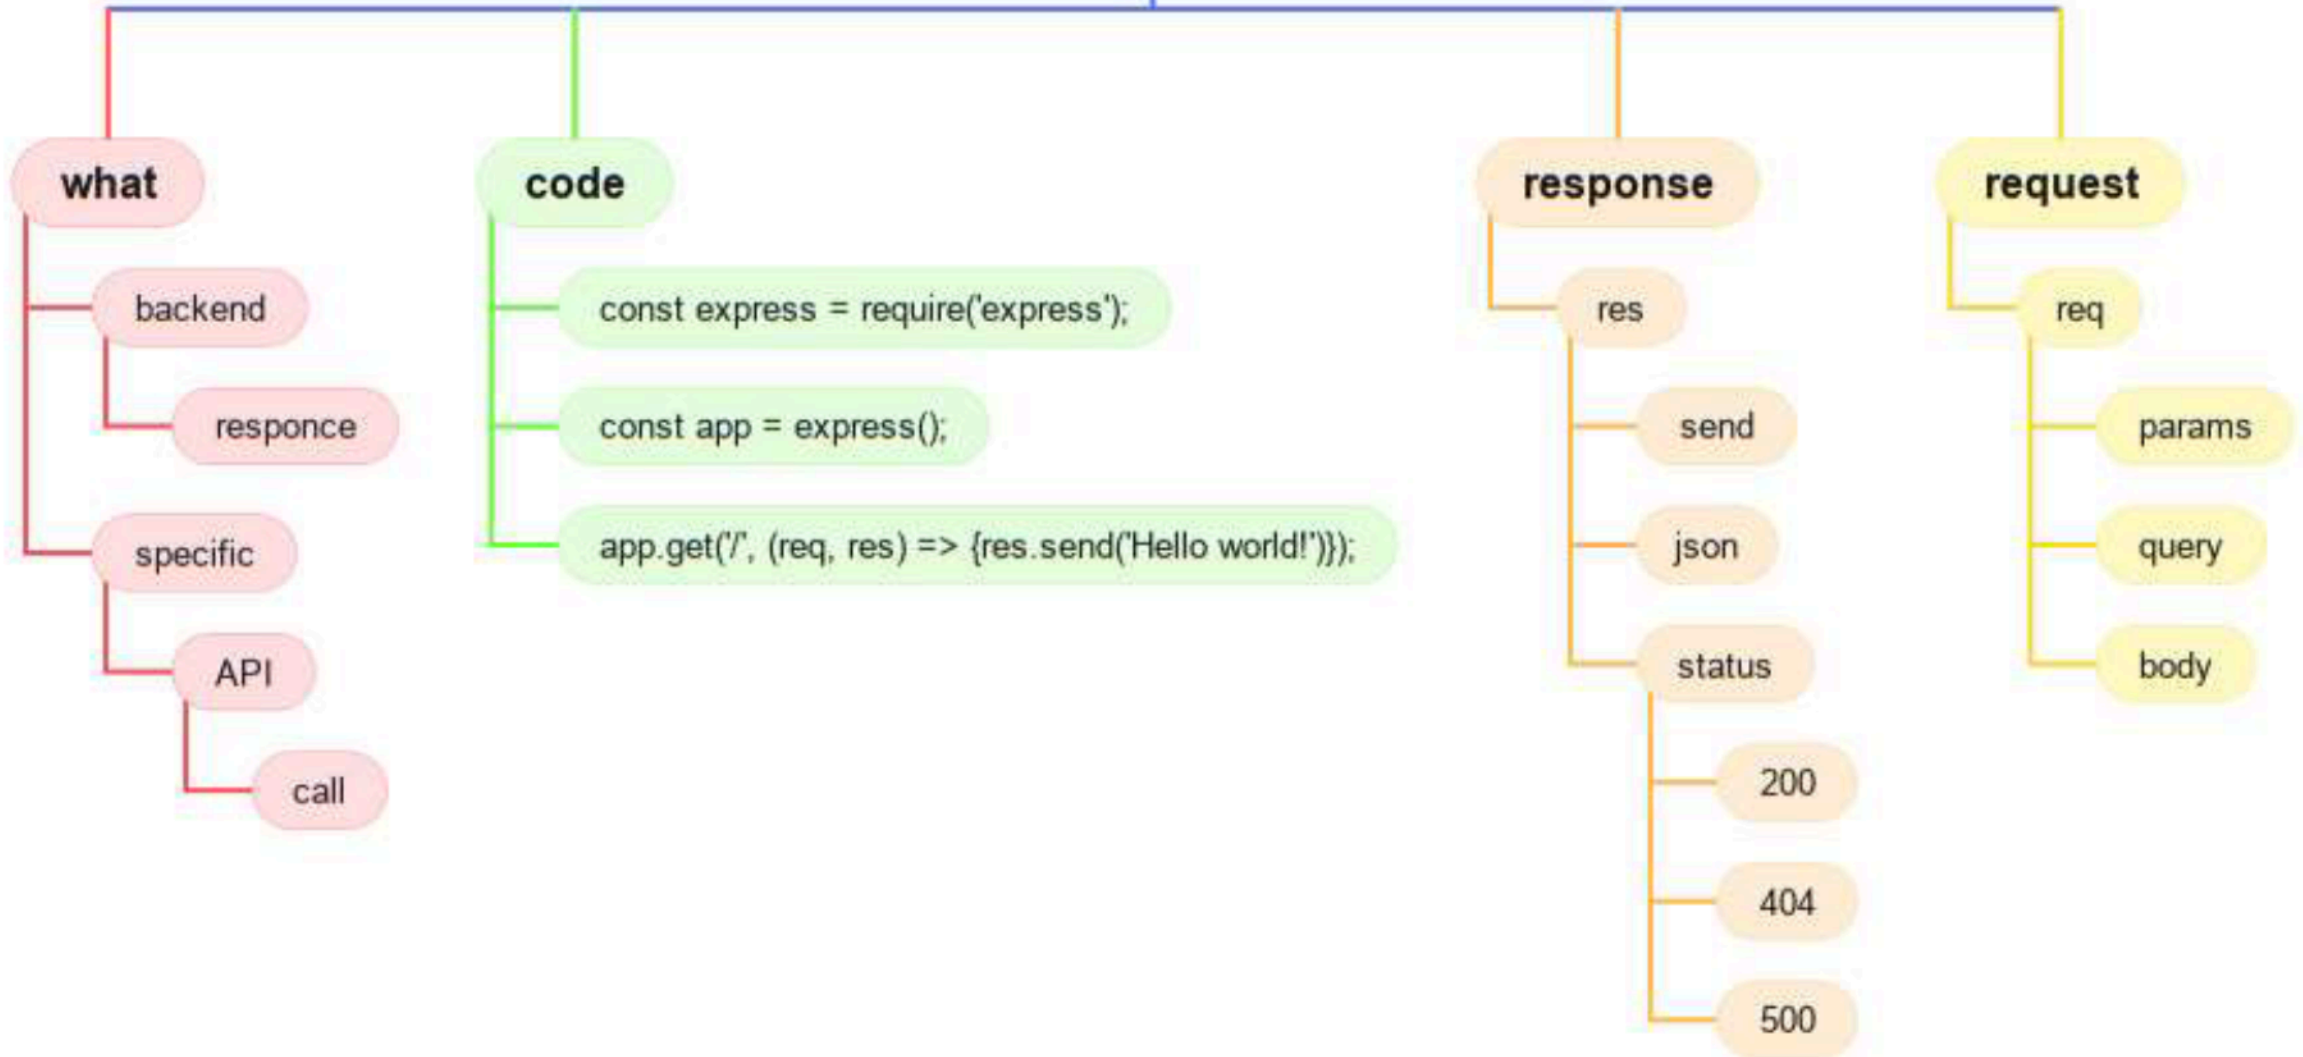 what
backend
responce
specific
API
call
code
const express = require('express');
const app = express();
app.get('/', (req, res) => {res.send('Hello world!')});
response
res
send
json
status
200
404
500
request
req
params
query
body